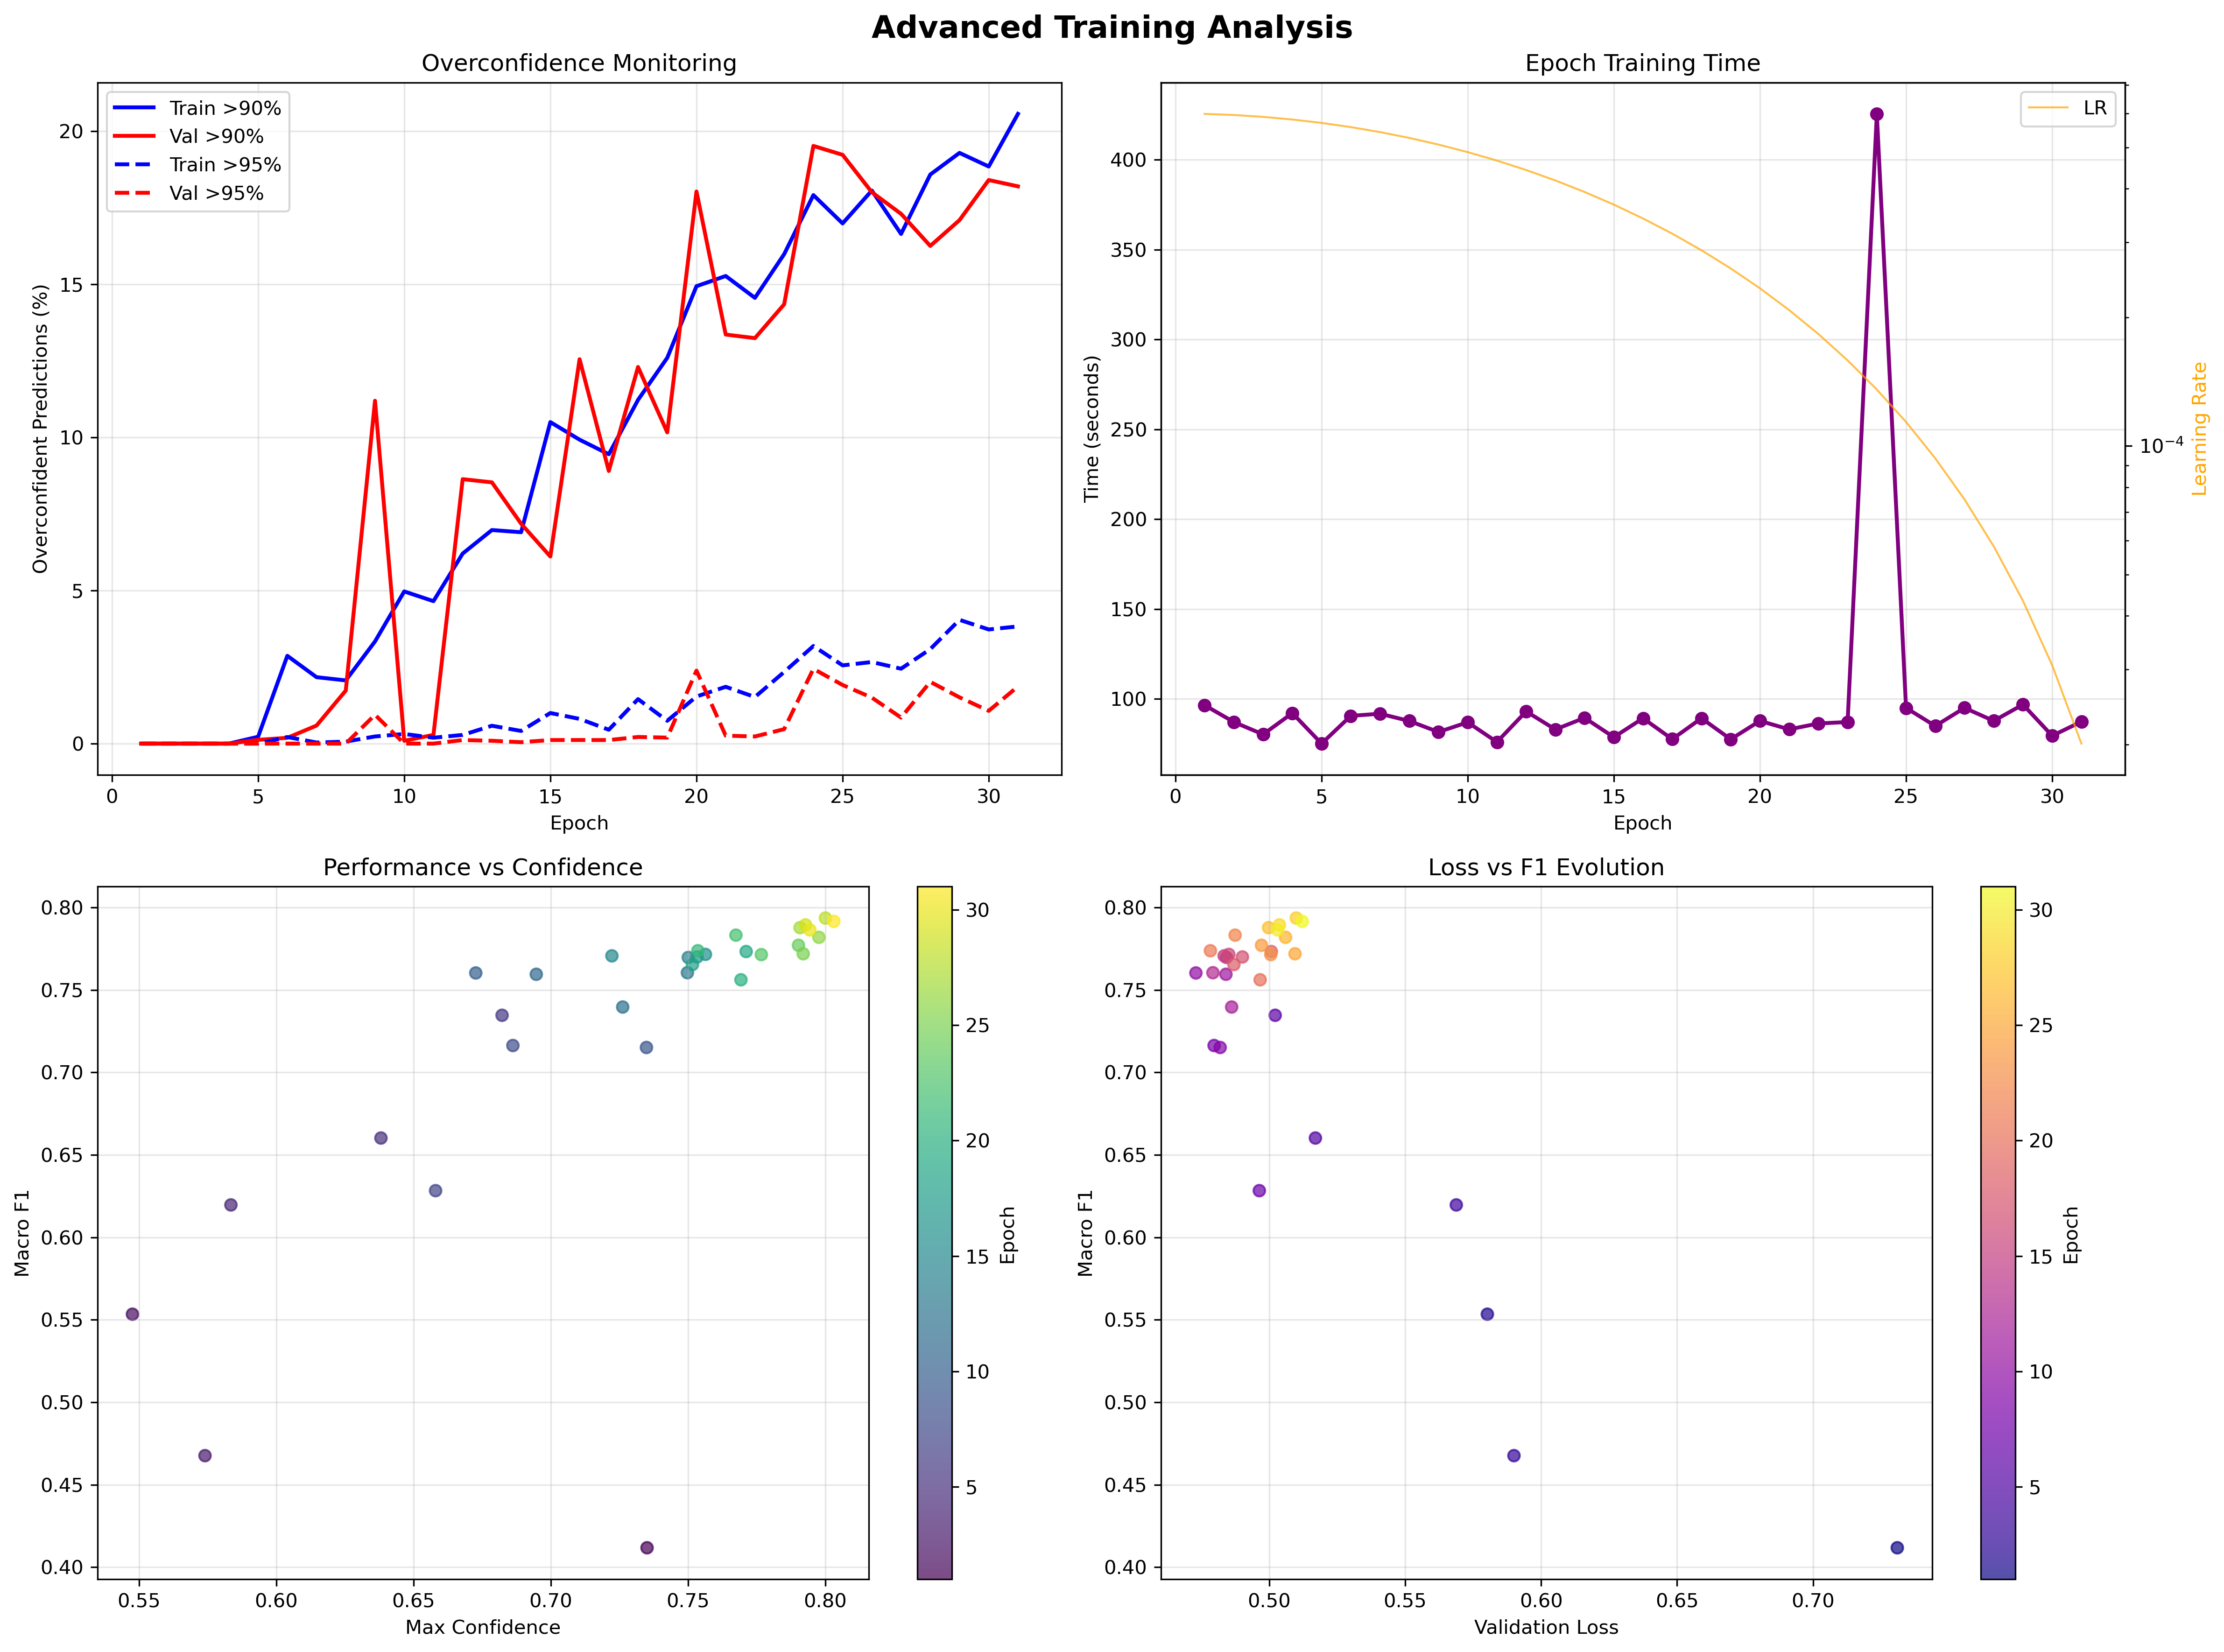 Advanced Training Analysis
Overconfidence Monitoring
Overconfident Predictions (%)
20
15
10
5
0
Train >90%
Val >90%
Train >95%
Val >95%
0 5 10 15 20 25 30
Epoch
Epoch Training Time
Time (seconds)
400
350
300
250
200
150
100
LR
10⁻⁴
Learning Rate
0 5 10 15 20 25 30
Epoch
Performance vs Confidence
Macro F1
0.80
0.75
0.70
0.65
0.60
0.55
0.50
0.45
0.40
0.55 0.60 0.65 0.70 0.75 0.80
Max Confidence
30
25
20
15
10
5
Epoch
Loss vs F1 Evolution
Macro F1
0.80
0.75
0.70
0.65
0.60
0.55
0.50
0.45
0.40
0.50 0.55 0.60 0.65 0.70
Validation Loss
30
25
20
15
10
5
Epoch